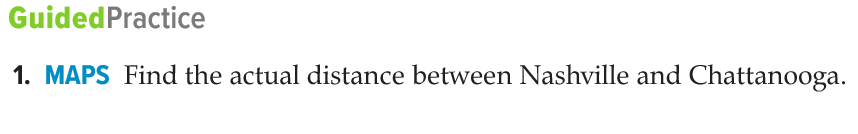 GuidedPractice
1. MAPS Find the actual distance between Nashville and Chattanooga.